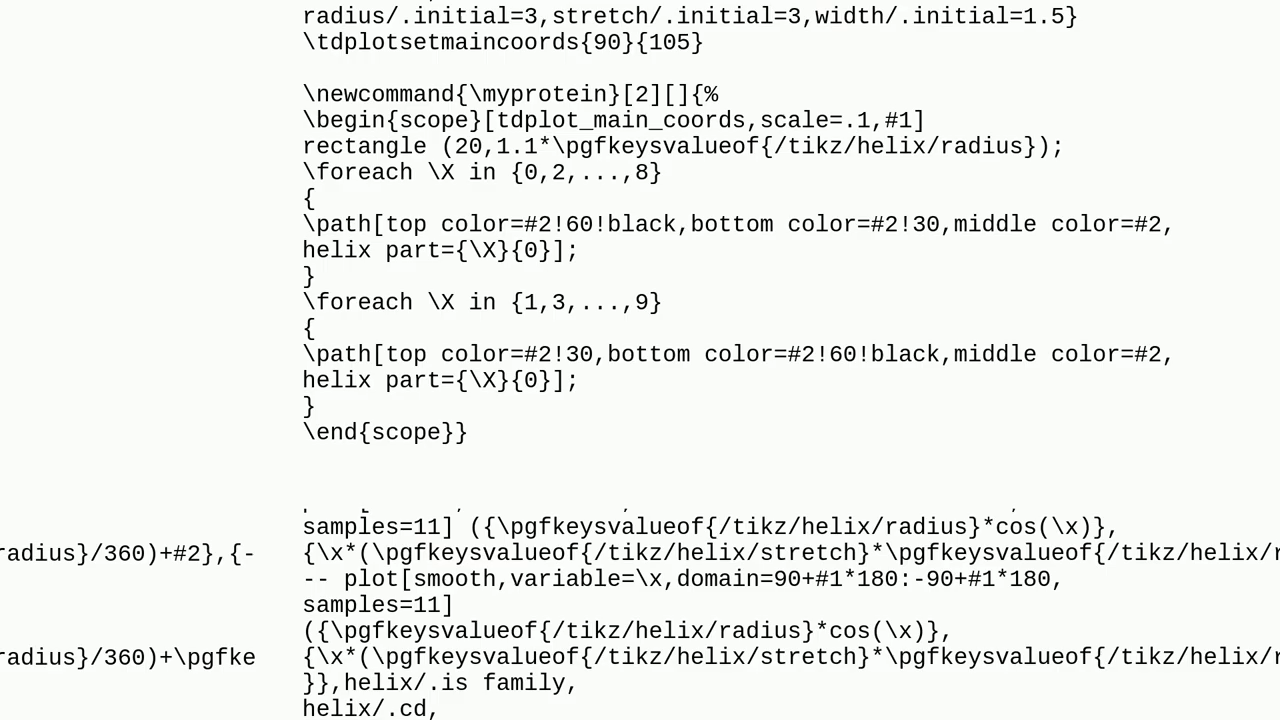 radius/.initial=3,stretch/.initial=3,width/.initial=1.5}
\tdplotsetmaincoords{90}{105}
\newcommand{\myprotein}[2][]{%
\begin{scope}[tdplot_main_coords,scale=.1,#1]
rectangle (20,1.1*\pgfkeysvalueof{/tikz/helix/radius});
\foreach \X in {0,2,...,8}
{
\path[top color=#2!60!black,bottom color=#2!30,middle color=#2,
helix part={\X}{0}];
}
\foreach \X in {1,3,...,9}
{
\path[top color=#2!30,bottom color=#2!60!black,middle color=#2,
helix part={\X}{0}];
}
\end{scope}}
samples=11] ({\pgfkeysvalueof{/tikz/helix/radius}*cos(\x)},
radius}/360)+#2},{- {\x*(\pgfkeysvalueof{/tikz/helix/stretch}*\pgfkeysvalueof{/tikz/helix/r
-- plot[smooth,variable=\x,domain=90+#1*180:-90+#1*180,
samples=11]
({\pgfkeysvalueof{/tikz/helix/radius}*cos(\x)},
radius}/360)+\pgfke {\x*(\pgfkeysvalueof{/tikz/helix/stretch}*\pgfkeysvalueof{/tikz/helix/r
}},helix/.is family,
helix/.cd,